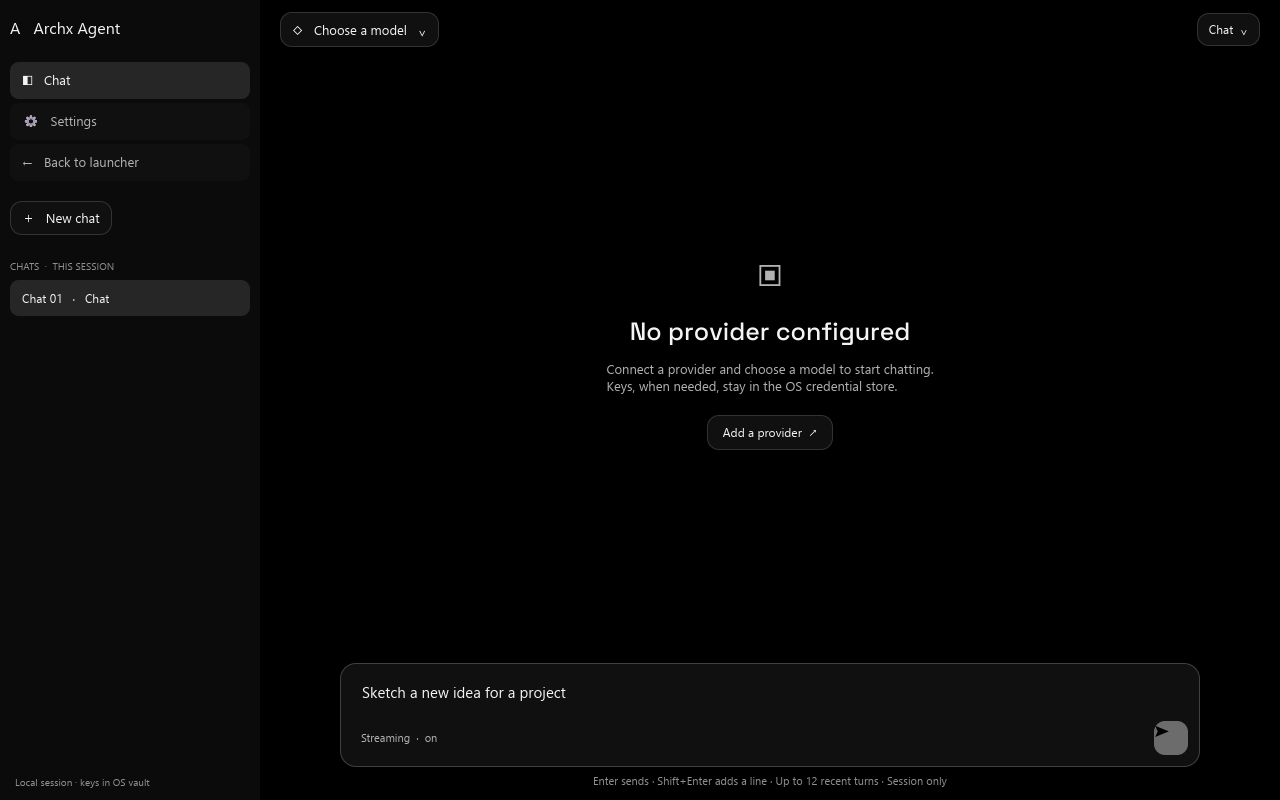 A Archx Agent
Chat
Settings
← Back to launcher
+ New chat
CHATS · THIS SESSION
Chat 01 · Chat
Local session · keys in OS vault
Choose a model
Chat
No provider configured
Connect a provider and choose a model to start chatting.
Keys, when needed, stay in the OS credential store.
Add a provider ↗
Sketch a new idea for a project
Streaming · on
Enter sends · Shift+Enter adds a line · Up to 12 recent turns · Session only